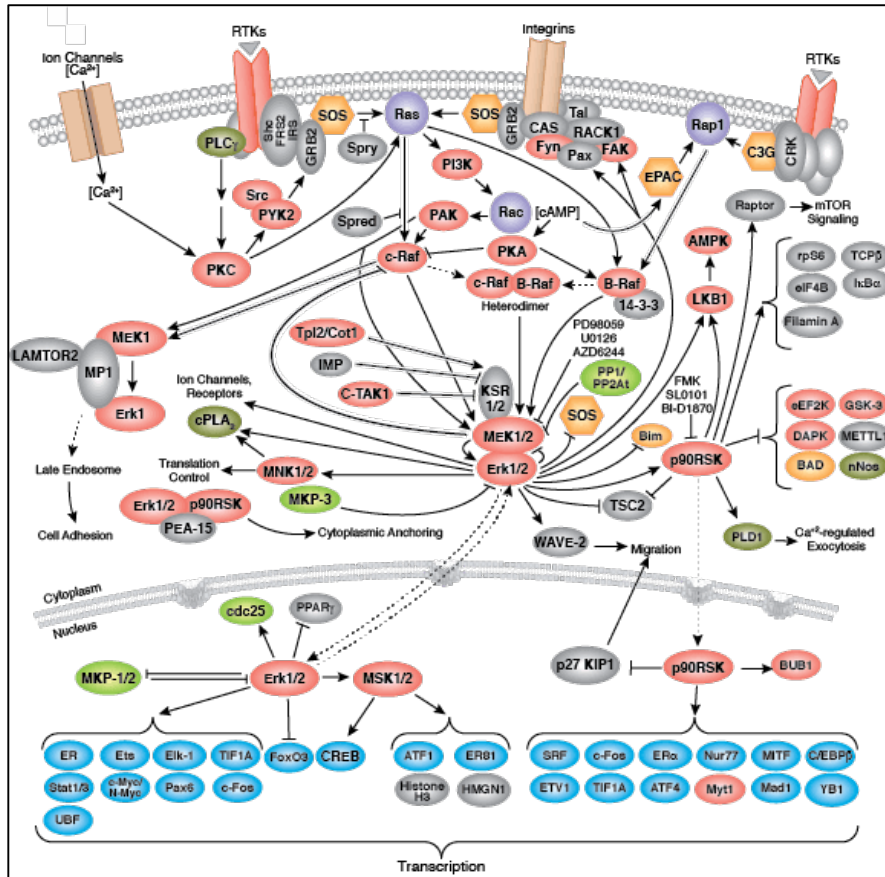 Ion Channels
[Ca²⁺]
RTKs
Integrins
RTKs
PLCγ
Shc
FRS2
IRS
GRB2
SOS
Spry
Ras
SOS
GRB2
CAS
Tal
RACK1
Fyn
FAK
Pax
Rap1
C3G
CRK
EPAC
[Ca²⁺]
Src
PYK2
PKC
PI3K
Spred
PAK
Rac
[cAMP]
PKA
c-Raf
c-Raf
B-Raf
Heterodimer
B-Raf
14-3-3
Raptor
mTOR
Signaling
AMPK
LKB1
rpS6
TCPβ
eIF4B
IκBα
Filamin A
LAMTOR2
MEK1
MP1
Erk1
Late Endosome
Cell Adhesion
Tpl2/Cot1
IMP
C-TAK1
KSR
1/2
PD98059
U0126
AZD6244
PP1/
PP2At
SOS
FMK
SL0101
BI-D1870
Ion Channels,
Receptors
cPLA₂
MEK1/2
Erk1/2
Bim
p90RSK
eEF2K
GSK-3
DAPK
METTL1
BAD
nNos
Translation
Control
MNK1/2
MKP-3
Erk1/2
p90RSK
PEA-15
Cytoplasmic Anchoring
TSC2
WAVE-2
Migration
PLD1
Ca⁺²-regulated
Exocytosis
Cytoplasm
Nucleus
cdc25
PPARγ
MKP-1/2
Erk1/2
MSK1/2
p27 KIP1
p90RSK
BUB1
ER
Ets
Elk-1
TIF1A
FoxO3
CREB
ATF1
ER81
SRF
c-Fos
ERα
Nur77
MITF
C/EBPβ
Stat1/3
c-Myc/
N-Myc
Pax6
c-Fos
Histone
H3
HMGN1
ETV1
TIF1A
ATF4
Myt1
Mad1
YB1
UBF
Transcription